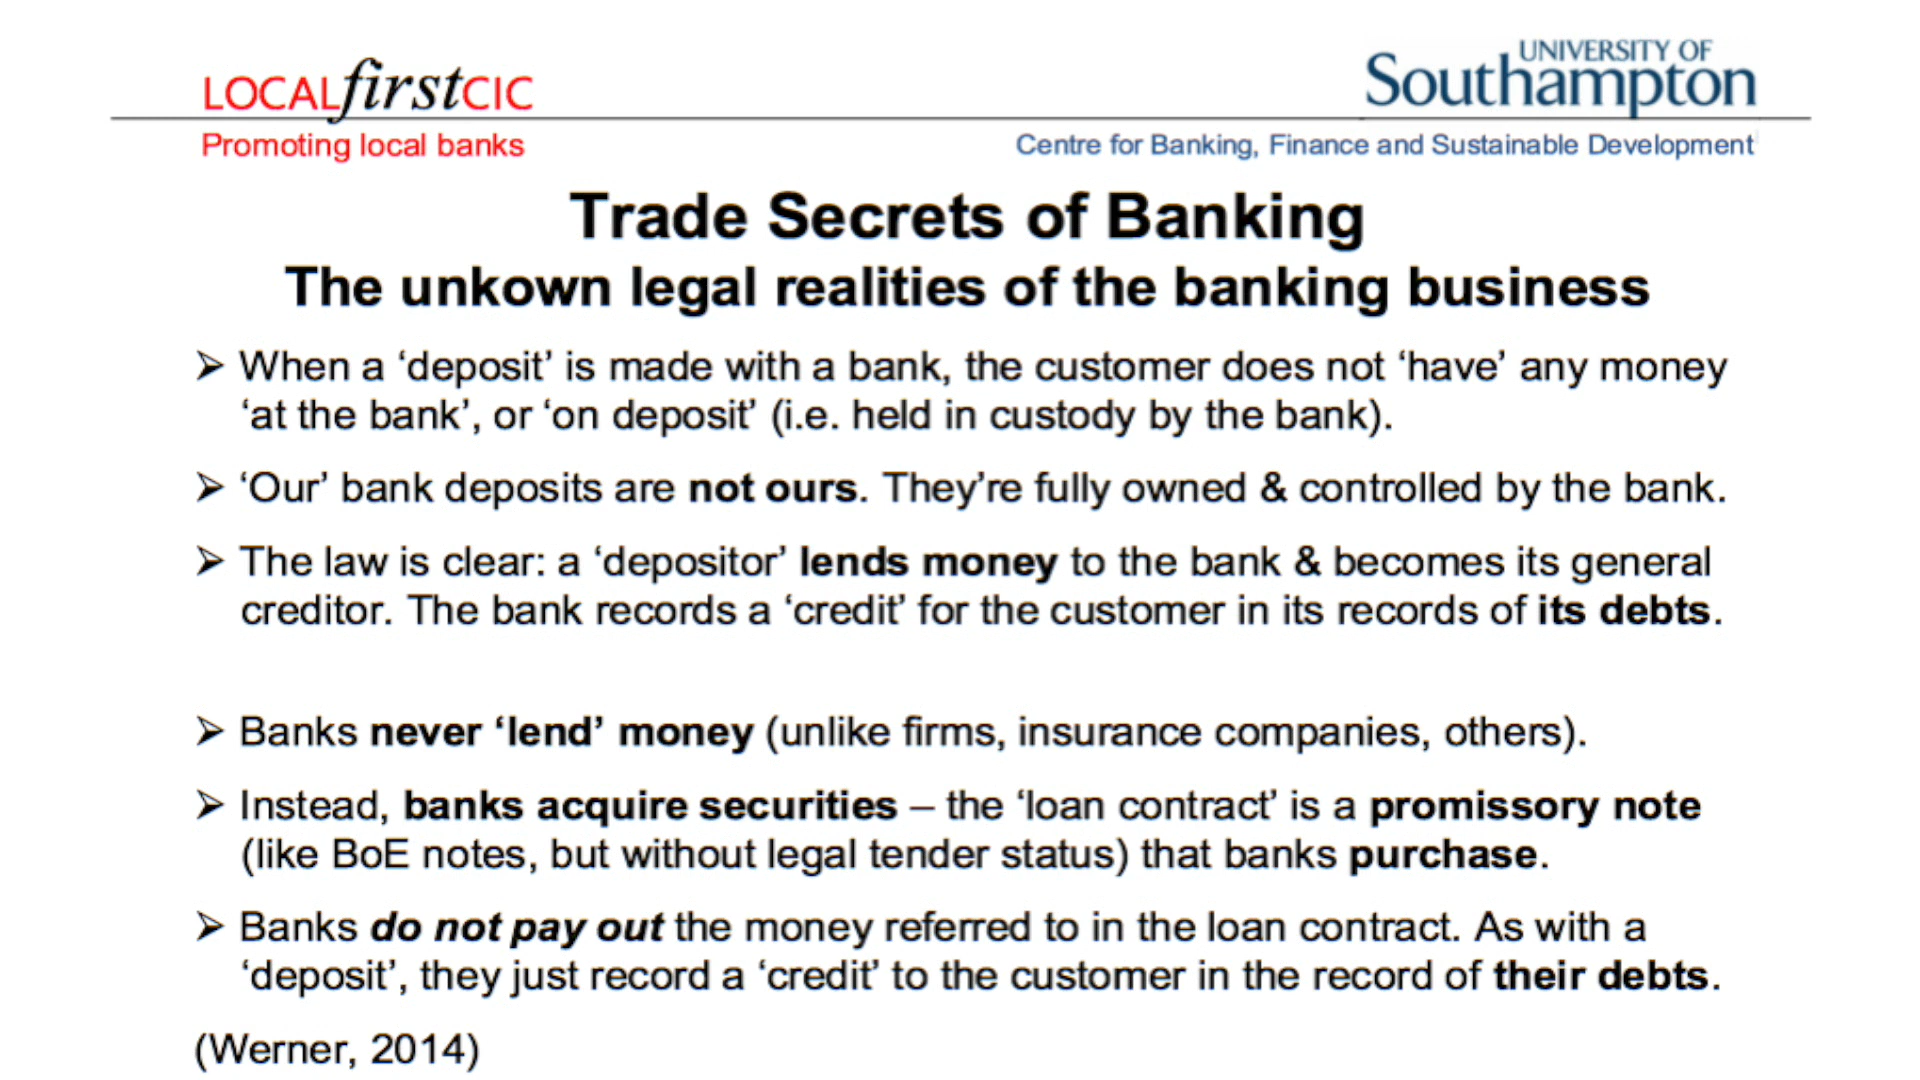 LOCALfirstCIC
Promoting local banks
UNIVERSITY OF
Southampton
Centre for Banking, Finance and Sustainable Development
Trade Secrets of Banking
The unkown legal realities of the banking business
➢ When a ‘deposit’ is made with a bank, the customer does not ‘have’ any money
‘at the bank’, or ‘on deposit’ (i.e. held in custody by the bank).
➢ ‘Our’ bank deposits are not ours. They’re fully owned & controlled by the bank.
➢ The law is clear: a ‘depositor’ lends money to the bank & becomes its general
creditor. The bank records a ‘credit’ for the customer in its records of its debts.
➢ Banks never ‘lend’ money (unlike firms, insurance companies, others).
➢ Instead, banks acquire securities – the ‘loan contract’ is a promissory note
(like BoE notes, but without legal tender status) that banks purchase.
➢ Banks do not pay out the money referred to in the loan contract. As with a
‘deposit’, they just record a ‘credit’ to the customer in the record of their debts.
(Werner, 2014)